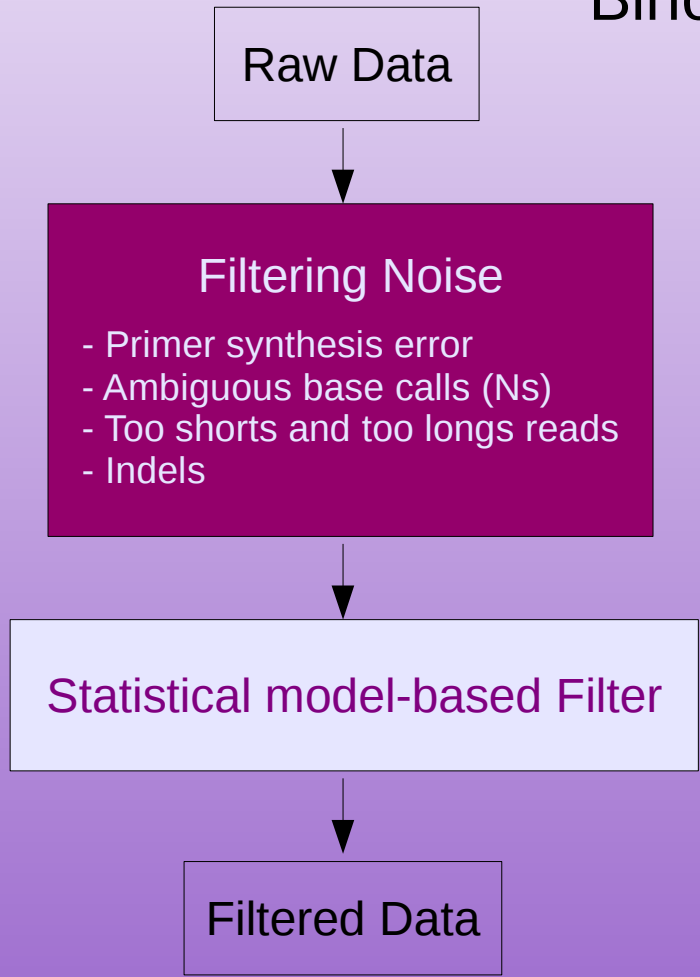 Raw Data
Filtering Noise
- Primer synthesis error
- Ambiguous base calls (Ns)
- Too shorts and too longs reads
- Indels
Statistical model-based Filter
Filtered Data